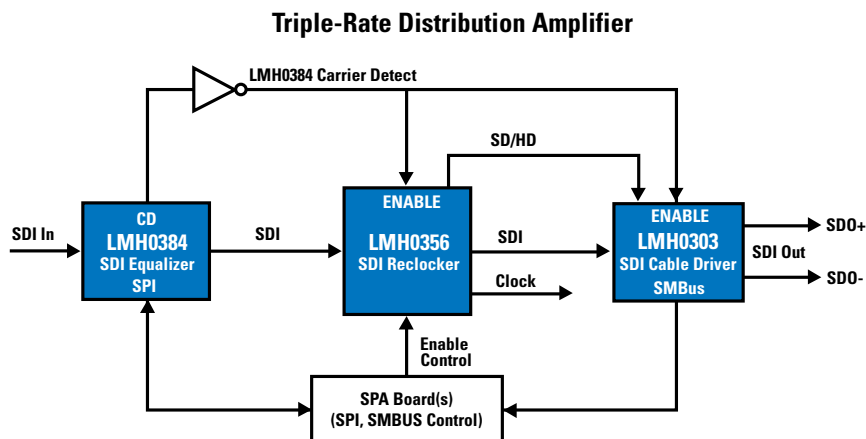 Triple-Rate Distribution Amplifier
LMH0384 Carrier Detect
SD/HD
CD
LMH0384
SDI Equalizer
SPI
ENABLE
LMH0356
SDI Reclocker
ENABLE
LMH0303
SDI Cable Driver
SMBus
SDI In
SDI
SDI
Clock
SDO+
SDI Out
SDO-
Enable
Control
SPA Board(s)
(SPI, SMBUS Control)